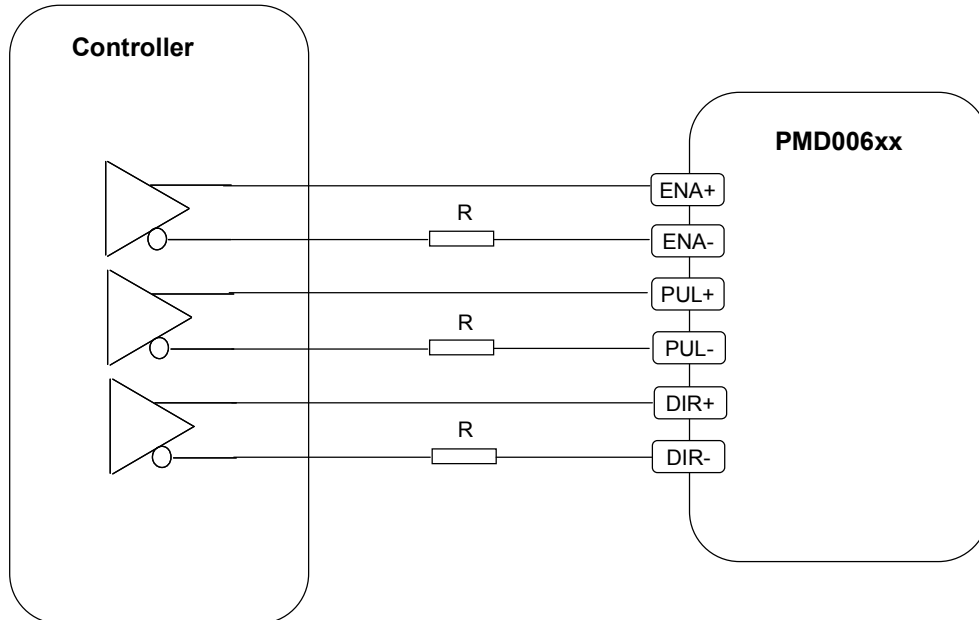 Controller
PMD006xx
ENA+
R
ENA-
PUL+
R
PUL-
DIR+
R
DIR-